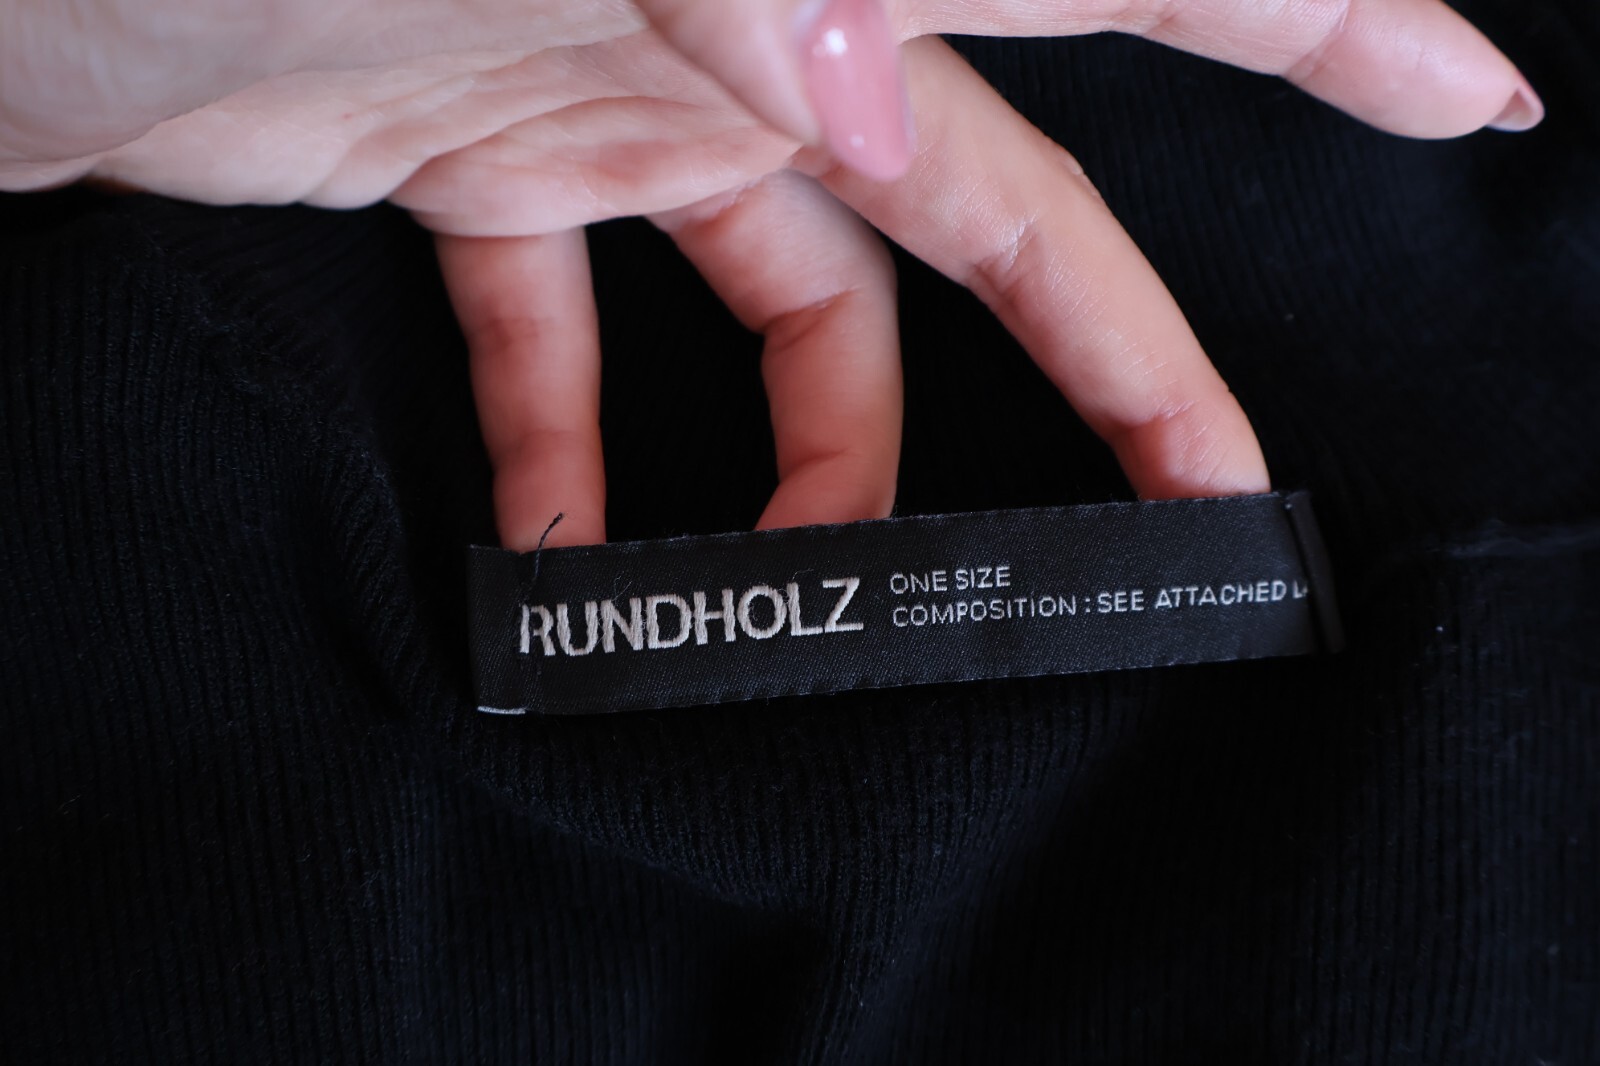 RUNDHOLZ
ONE SIZE
COMPOSITION : SEE ATTACHED